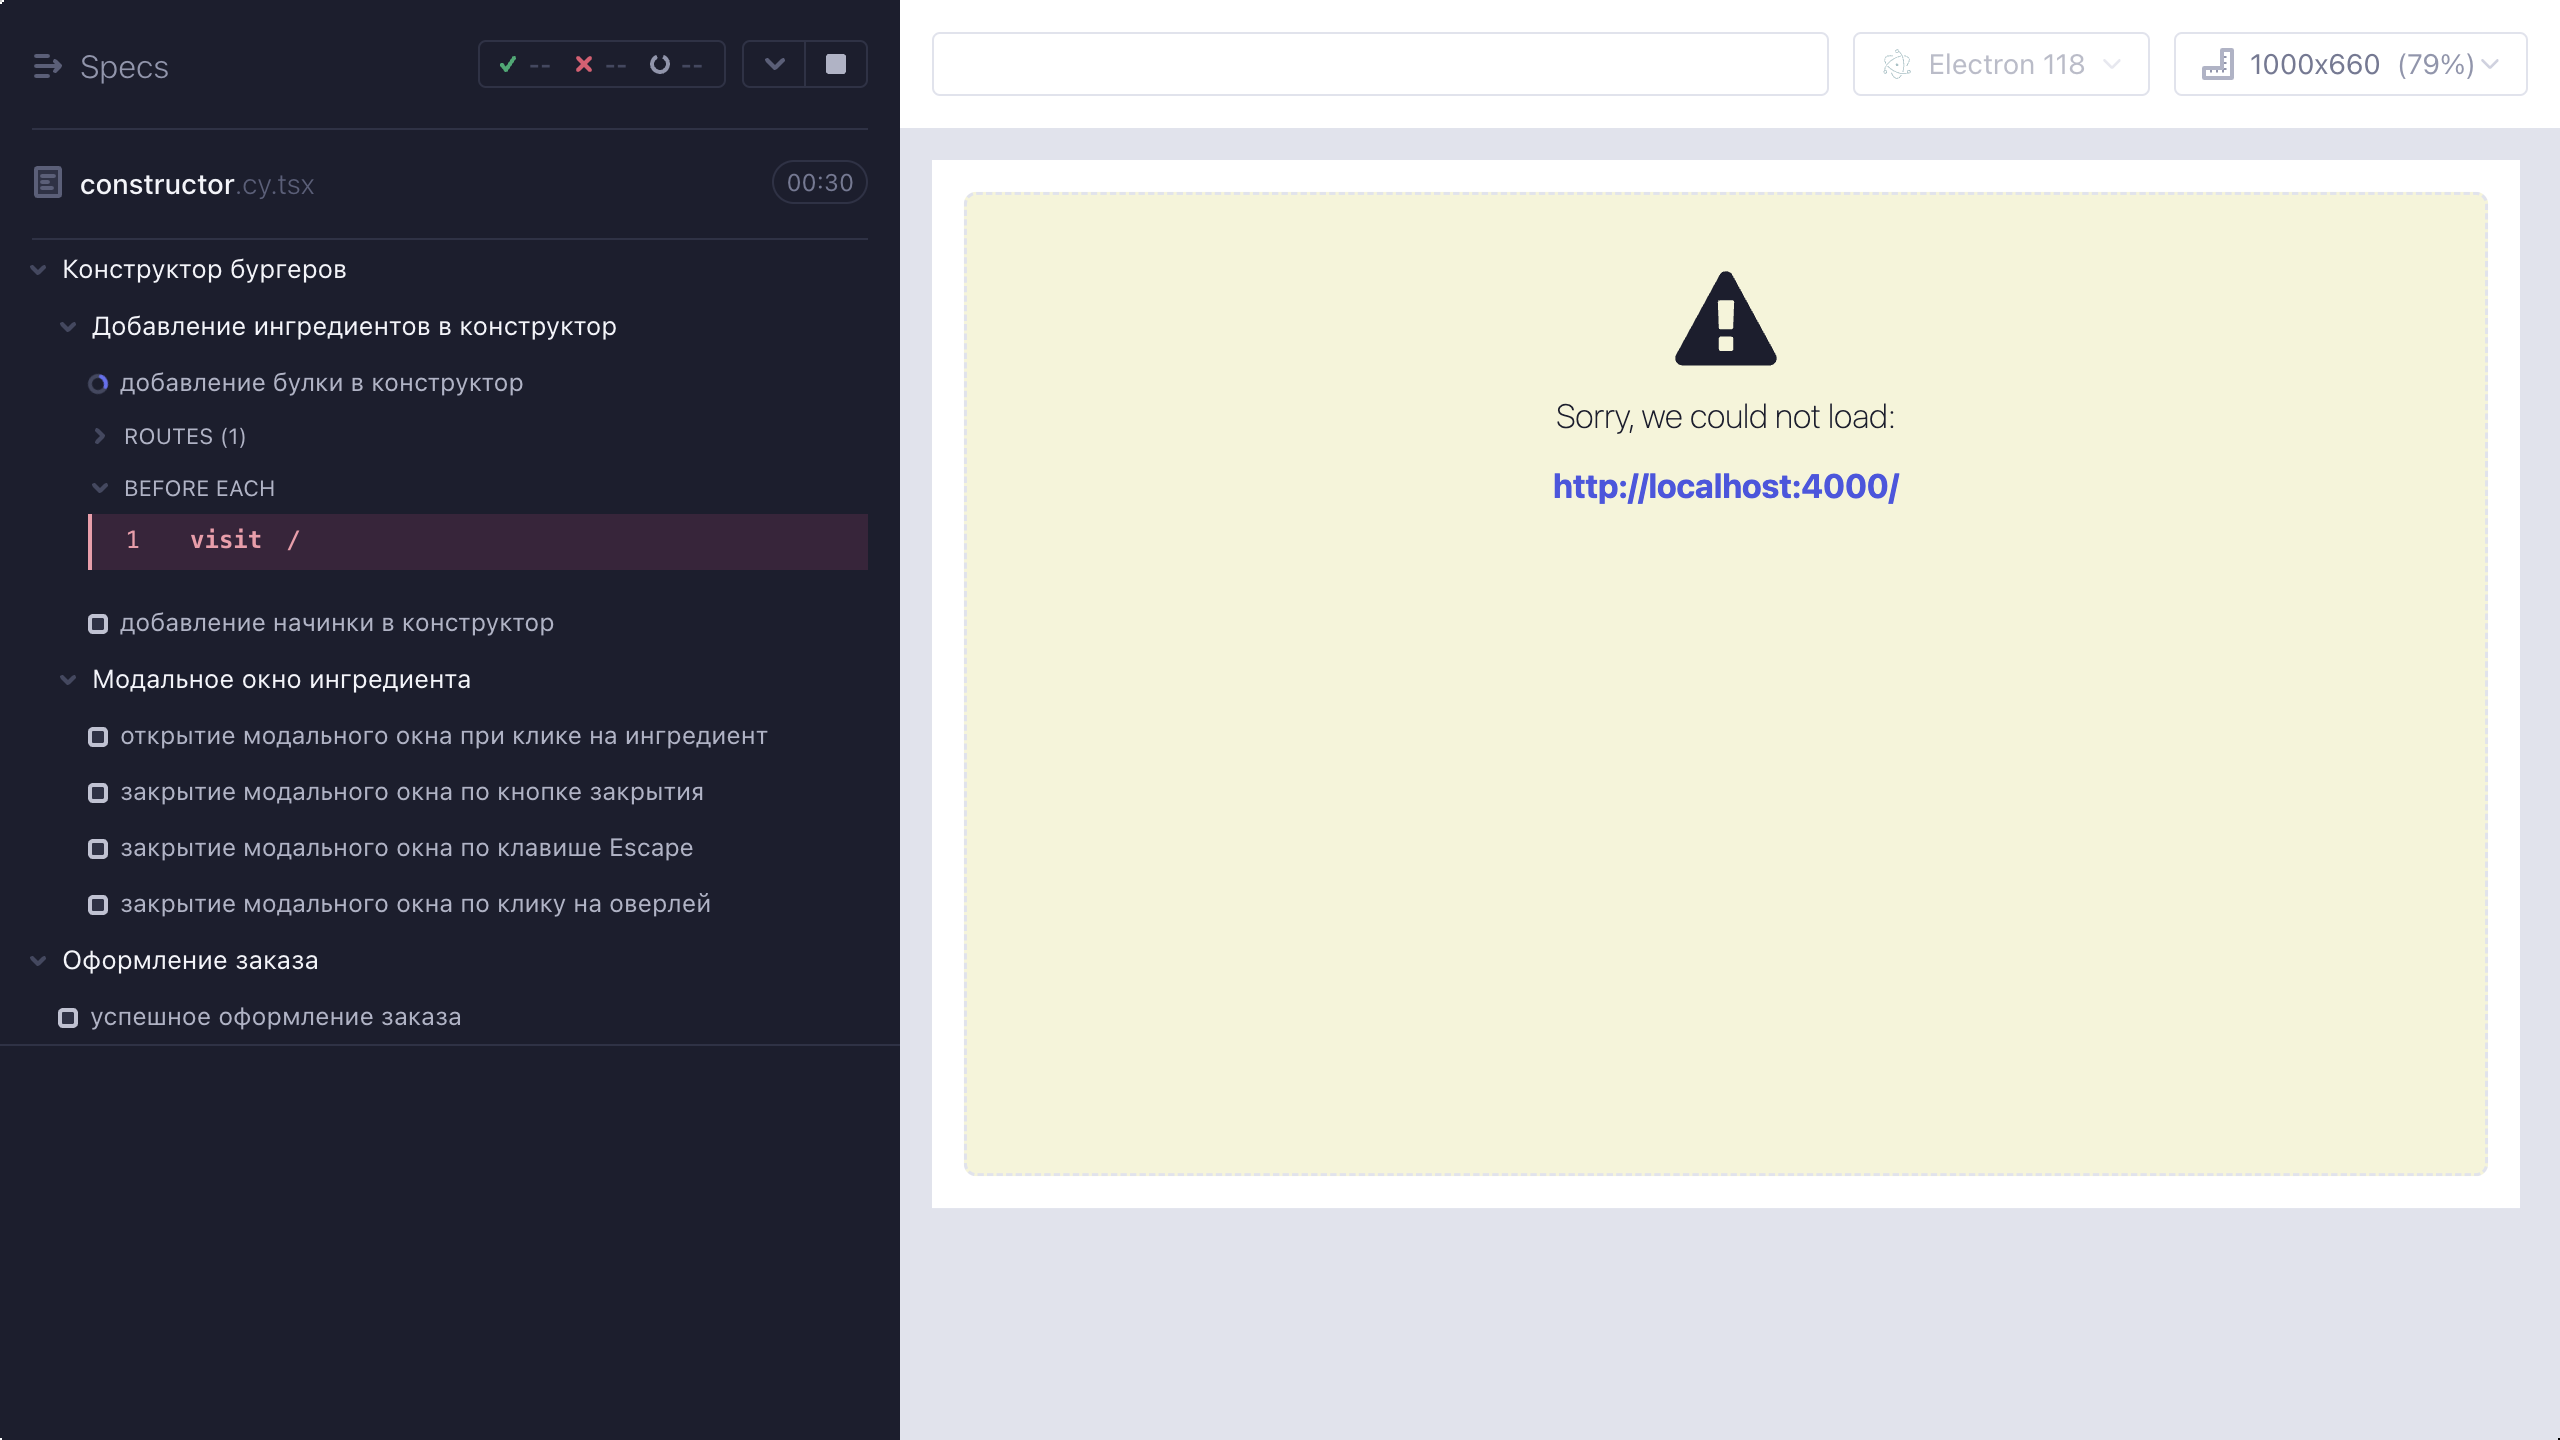 Specs
-- -- --
constructor.cy.tsx
00:30
Конструктор бургеров
Добавление ингредиентов в конструктор
добавление булки в конструктор
ROUTES (1)
BEFORE EACH
1 visit /
добавление начинки в конструктор
Модальное окно ингредиента
открытие модального окна при клике на ингредиент
закрытие модального окна по кнопке закрытия
закрытие модального окна по клавише Escape
закрытие модального окна по клику на оверлей
Оформление заказа
успешное оформление заказа
Electron 118
1000x660 (79%)
Sorry, we could not load:
http://localhost:4000/